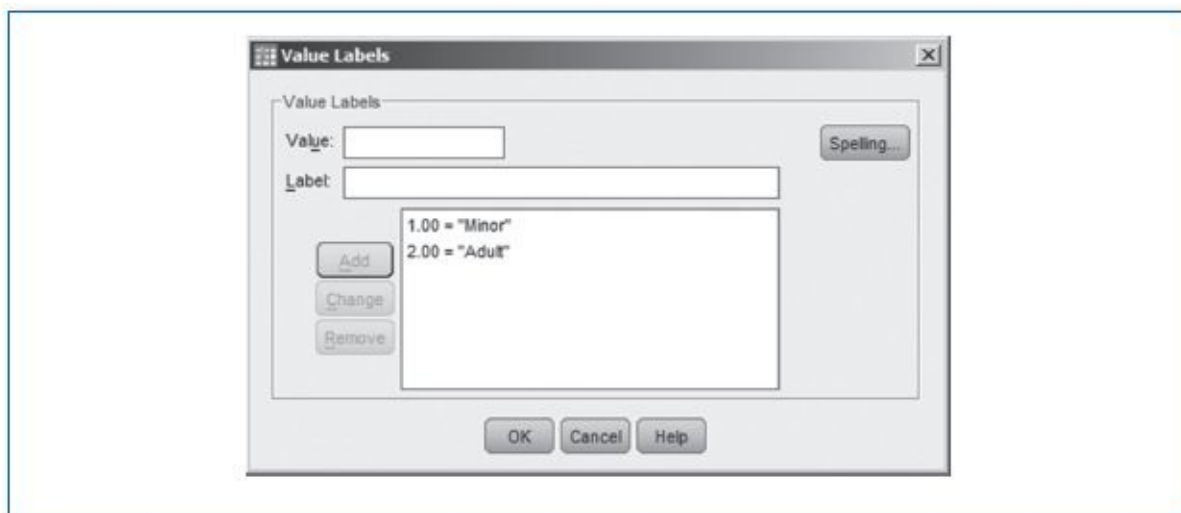 Value Labels
Value Labels
Value:
Spelling...
Label:
1.00 = "Minor"
2.00 = "Adult"
Add
Change
Remove
OK Cancel Help